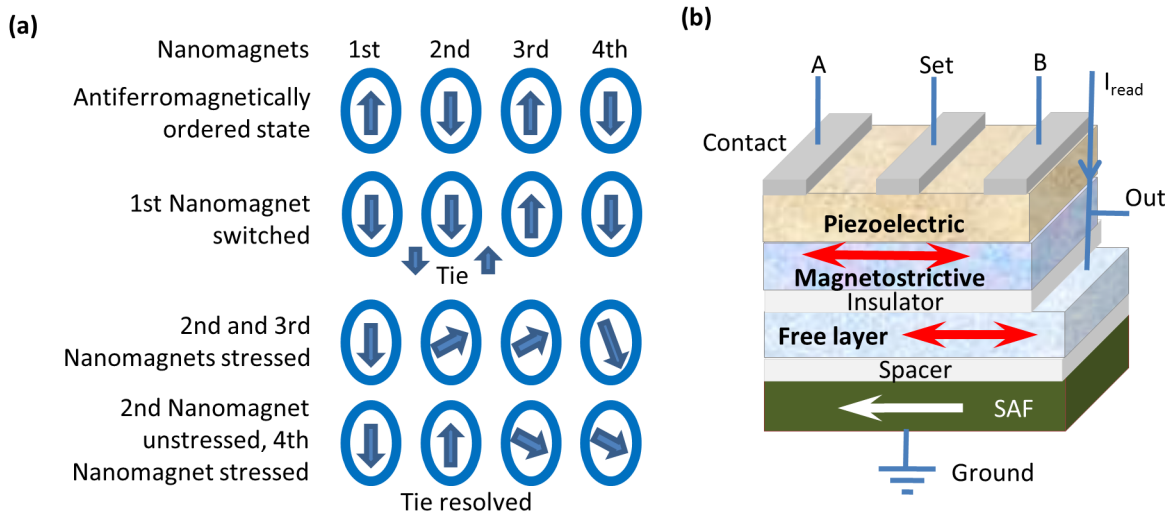 (a)
Nanomagnets 1st 2nd 3rd 4th
Antiferromagnetically
ordered state
1st Nanomagnet
switched
Tie
2nd and 3rd
Nanomagnets stressed
2nd Nanomagnet
unstressed, 4th
Nanomagnet stressed
Tie resolved
(b)
A Set B
Iread
Contact
Out
Piezoelectric
Magnetostrictive
Insulator
Free layer
Spacer
SAF
Ground